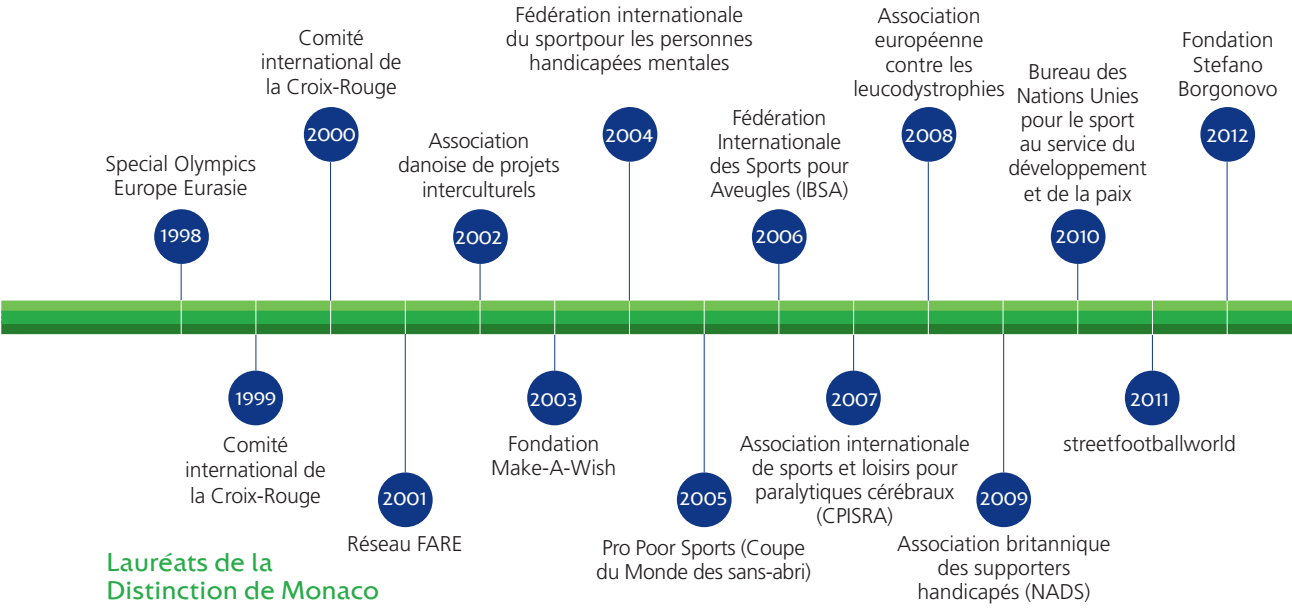 Special Olympics
Europe Eurasie
1998
Comité
international de
la Croix-Rouge
2000
Association
danoise de projets
interculturels
2002
Fédération internationale
du sportpour les personnes
handicapées mentales
2004
Fédération
Internationale
des Sports pour
Aveugles (IBSA)
2006
Association
européenne
contre les
leucodystrophies
2008
Bureau des
Nations Unies
pour le sport
au service du
développement
et de la paix
2010
Fondation
Stefano
Borgonovo
2012
1999
Comité
international de
la Croix-Rouge
2001
Réseau FARE
2003
Fondation
Make-A-Wish
2005
Pro Poor Sports (Coupe
du Monde des sans-abri)
2007
Association internationale
de sports et loisirs pour
paralytiques cérébraux
(CPISRA)
2009
Association britannique
des supporters
handicapés (NADS)
2011
streetfootballworld
Lauréats de la
Distinction de Monaco